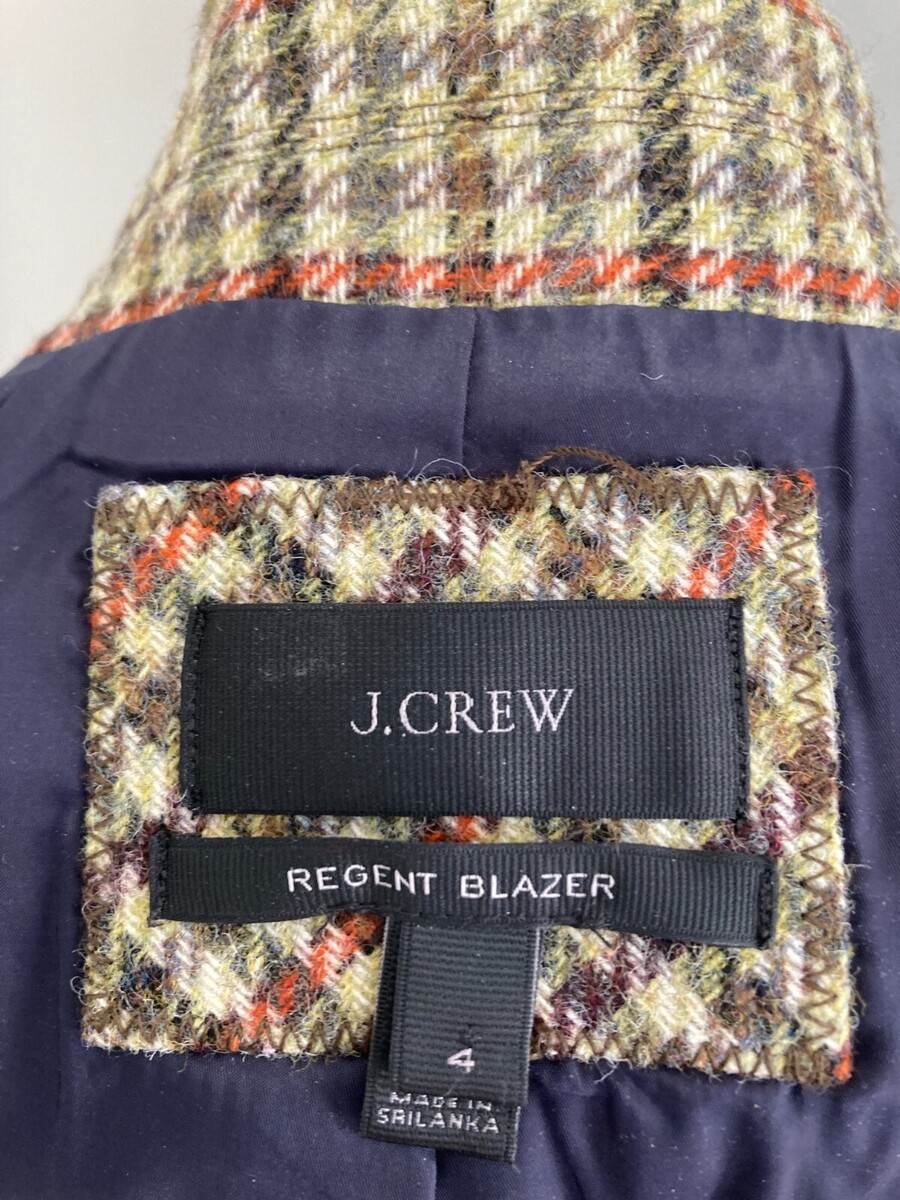 J.CREW
REGENT BLAZER
4
MADE IN
SRILANKA